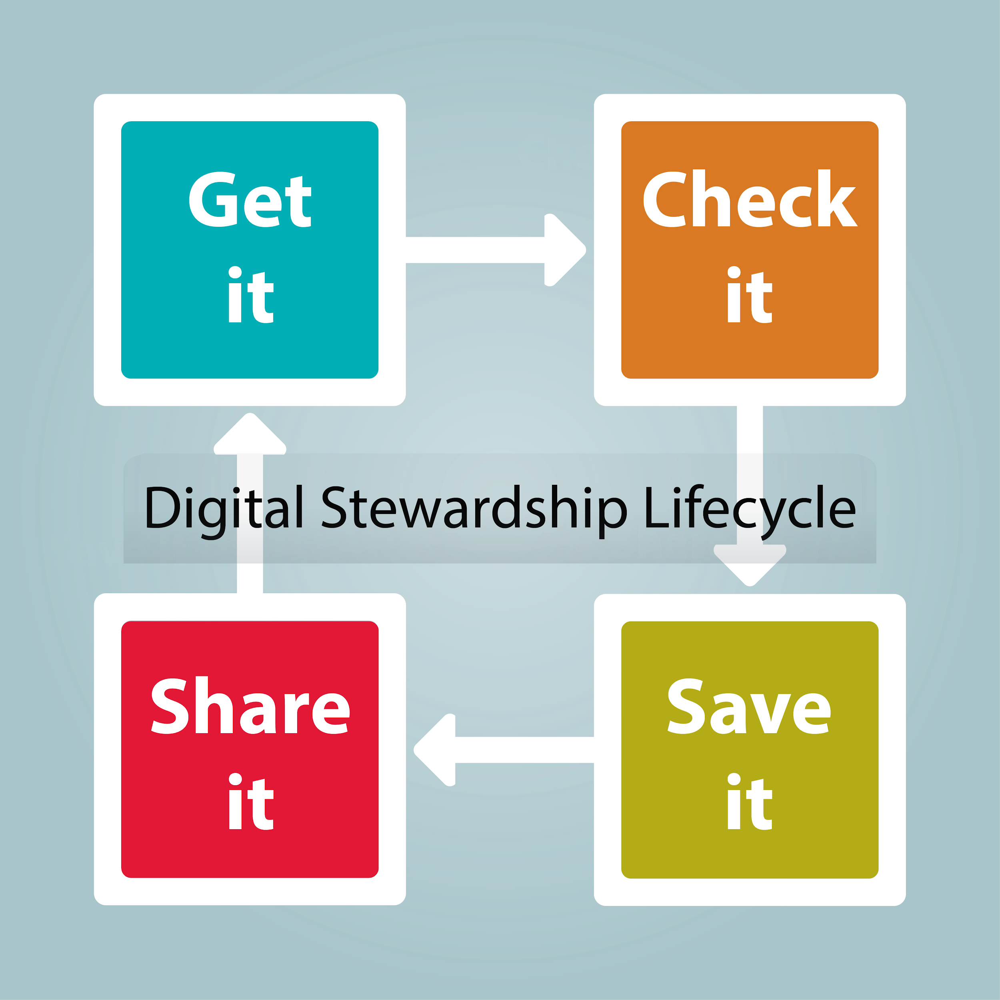 Get
it
Check
it
Digital Stewardship Lifecycle
Share
it
Save
it